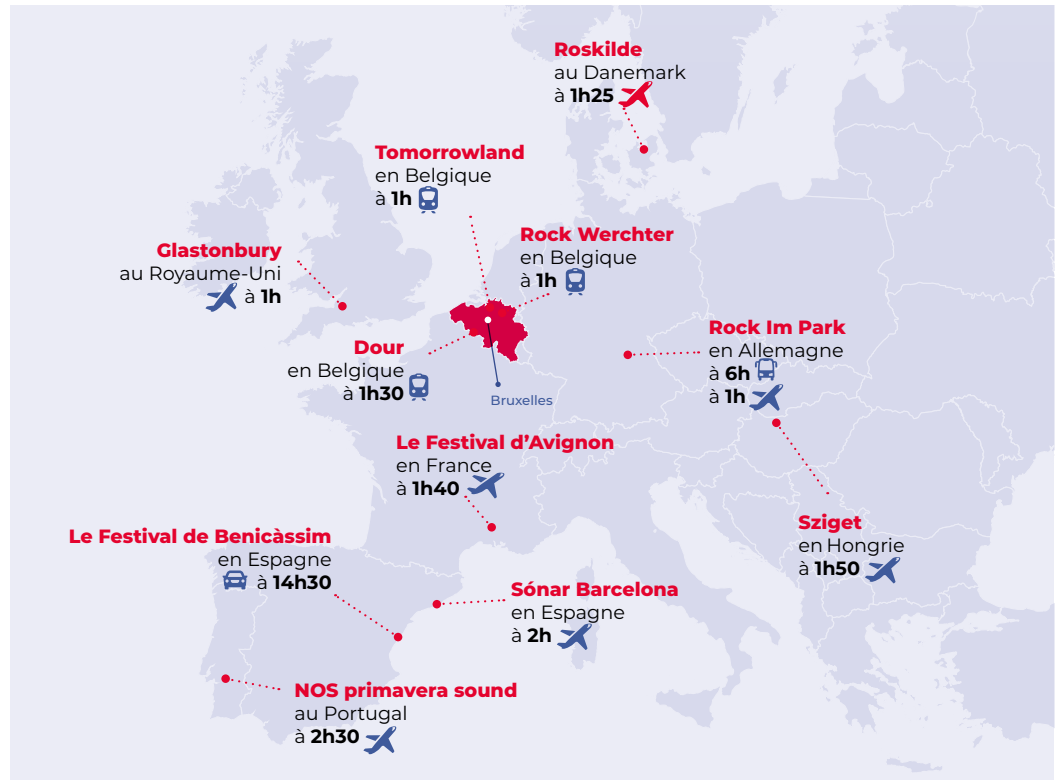 Roskilde
au Danemark
à 1h25
Tomorrowland
en Belgique
à 1h
Rock Werchter
en Belgique
à 1h
Glastonbury
au Royaume-Uni
à 1h
Rock Im Park
en Allemagne
à 6h
à 1h
Dour
en Belgique
à 1h30
Bruxelles
Le Festival d'Avignon
en France
à 1h40
Sziget
en Hongrie
à 1h50
Le Festival de Benicàssim
en Espagne
à 14h30
Sónar Barcelona
en Espagne
à 2h
NOS primavera sound
au Portugal
à 2h30